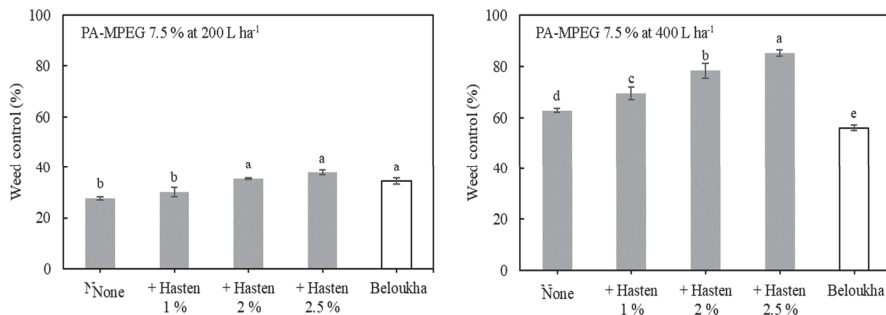 PA-MPEG 7.5 % at 200 L ha-1
Weed control (%)
100
80
60
40
20
0
b
b
a
a
a
None
+ Hasten
1 %
+ Hasten
2 %
+ Hasten
2.5 %
Beloukha
PA-MPEG 7.5 % at 400 L ha-1
Weed control (%)
100
80
60
40
20
0
d
c
b
a
e
None
+ Hasten
1 %
+ Hasten
2 %
+ Hasten
2.5 %
Beloukha